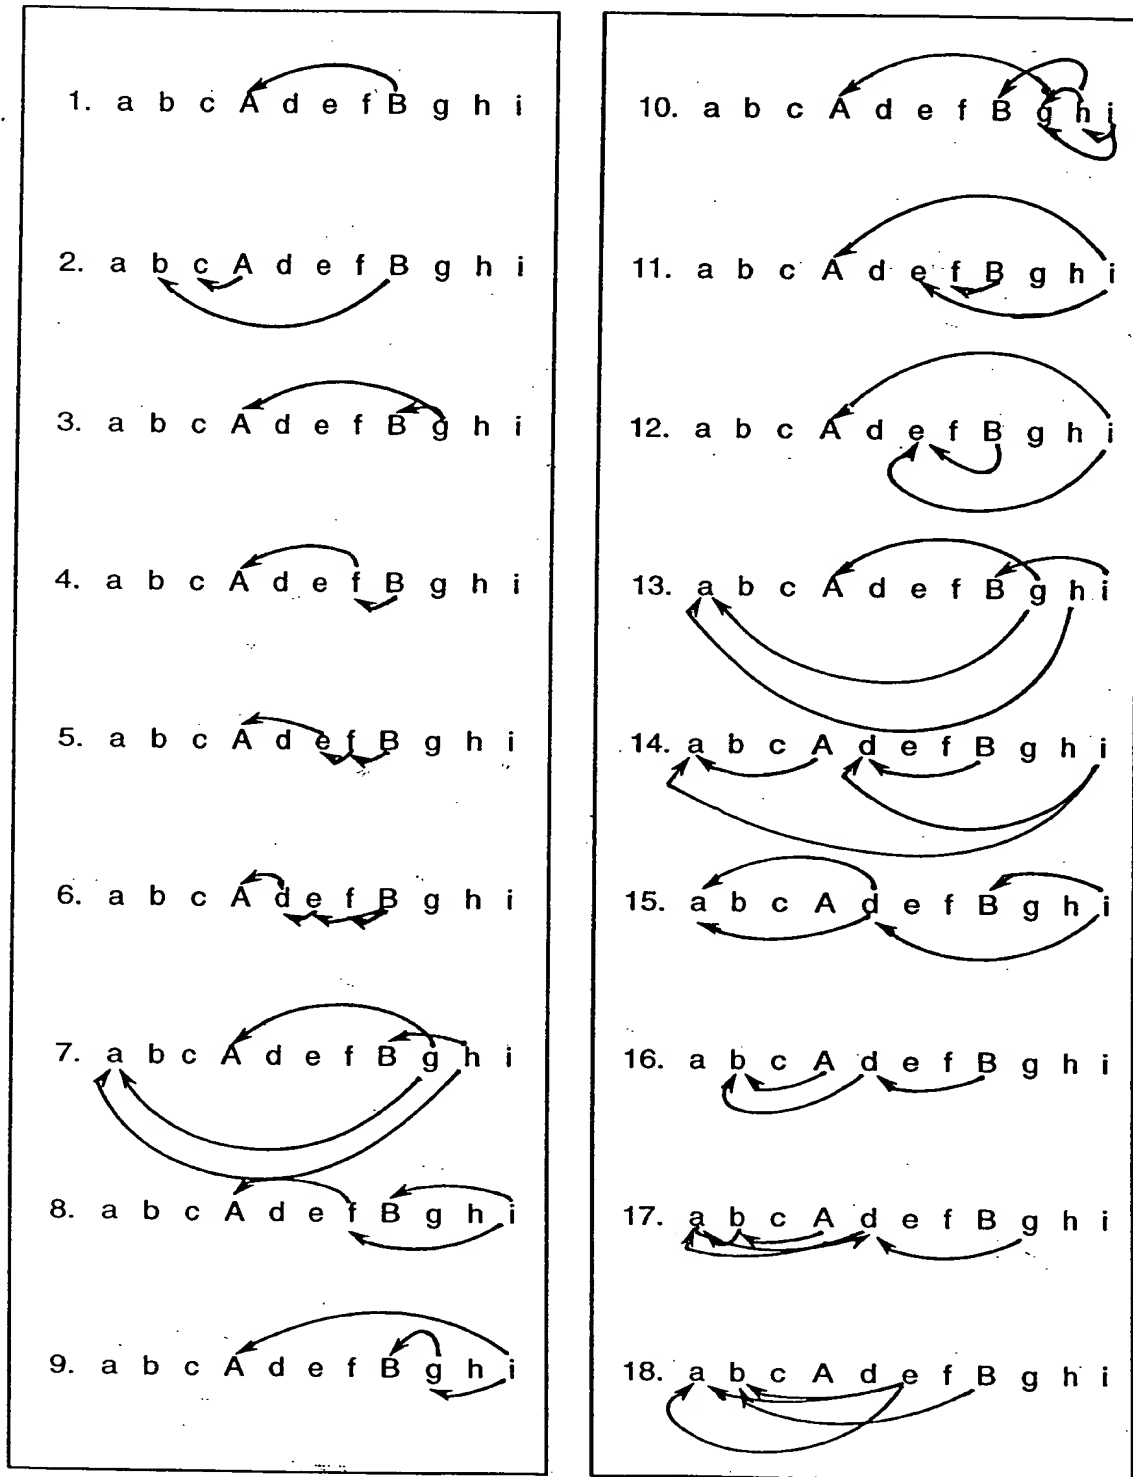 1. a b c A d e f B g h i
2. a b c A d e f B g h i
3. a b c A d e f B g h i
4. a b c A d e f B g h i
5. a b c A d e f B g h i
6. a b c A d e f B g h i
7. a b c A d e f B g h i
8. a b c A d e f B g h i
9. a b c A d e f B g h i
10. a b c A d e f B g h i
11. a b c A d e f B g h i
12. a b c A d e f B g h i
13. a b c A d e f B g h i
14. a b c A d e f B g h i
15. a b c A d e f B g h i
16. a b c A d e f B g h i
17. a b c A d e f B g h i
18. a b c A d e f B g h i